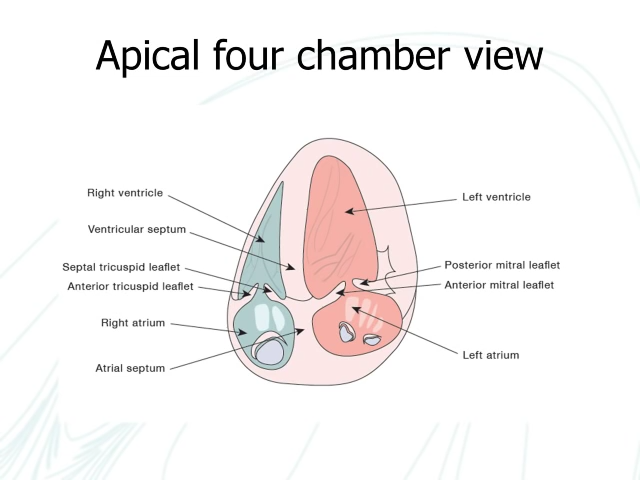 Apical four chamber view
Right ventricle
Ventricular septum
Septal tricuspid leaflet
Anterior tricuspid leaflet
Right atrium
Atrial septum
Left ventricle
Posterior mitral leaflet
Anterior mitral leaflet
Left atrium